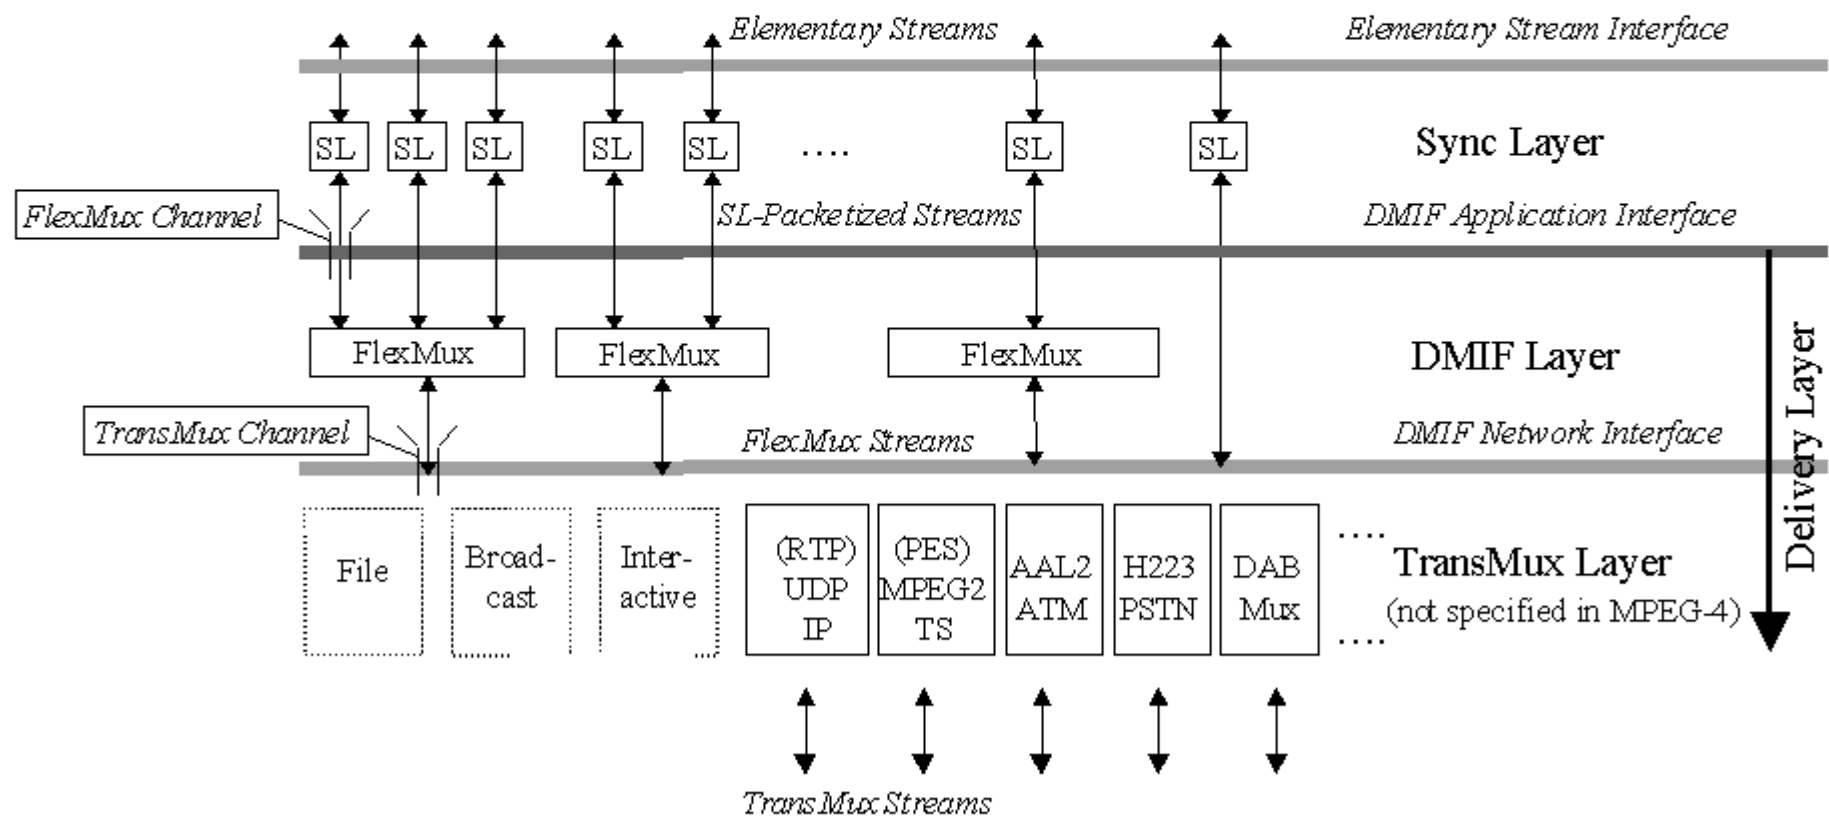 Elementary Streams
Elementary Stream Interface
SL SL SL SL SL .... SL SL
Sync Layer
FlexMux Channel
SL-Packetized Streams
DMIF Application Interface
FlexMux FlexMux FlexMux
DMIF Layer
TransMux Channel
FlexMux Streams
DMIF Network Interface
Delivery Layer
File
Broad-
cast
Inter-
active
(RTP)
UDP
IP
(PES)
MPEG2
TS
AAL2
ATM
H223
PSTN
DAB
Mux
....
....
TransMux Layer
(not specified in MPEG-4)
TransMux Streams